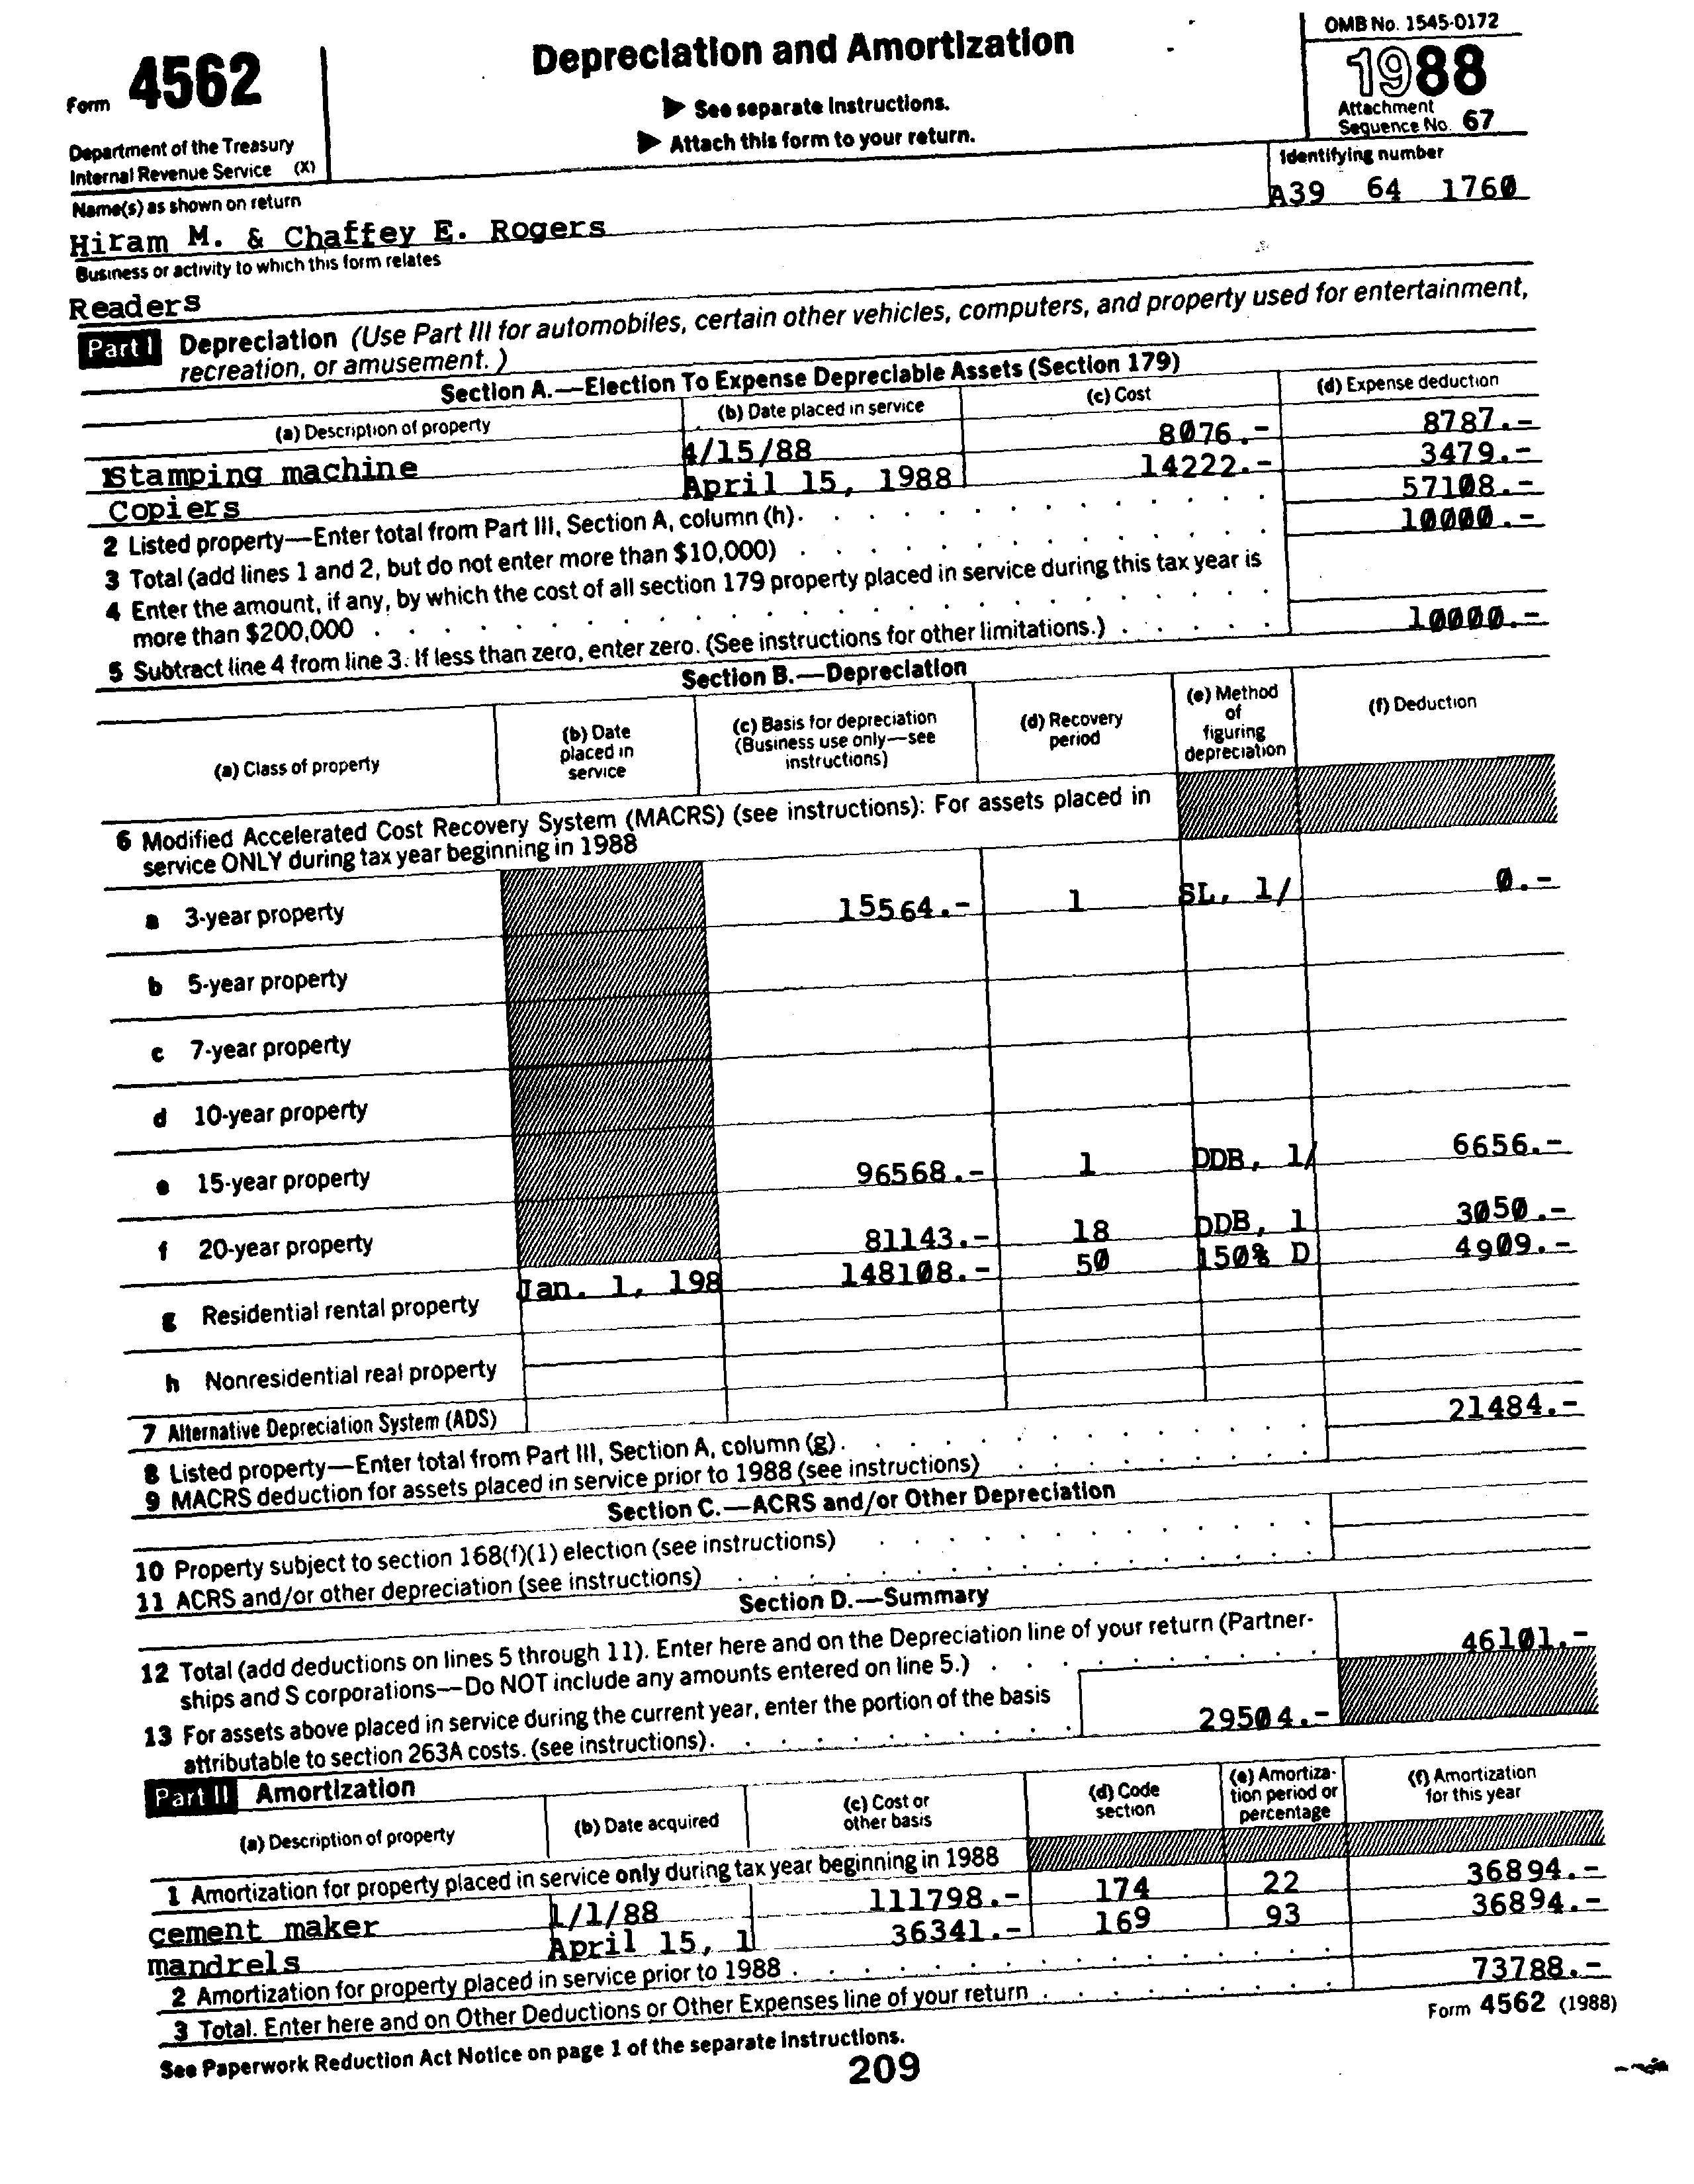 Form 4562
Department of the Treasury
Internal Revenue Service (X)
Depreciation and Amortization
▶ See separate Instructions.
▶ Attach this form to your return.
OMB No. 1545-0172
1988
Attachment
Sequence No. 67
Name(s) as shown on return
Identifying number
Hiram M. & Chaffey E. Rogers
A39 64 1760
Business or activity to which this form relates
Readers
Part I Depreciation (Use Part III for automobiles, certain other vehicles, computers, and property used for entertainment,
recreation, or amusement.)
Section A.—Election To Expense Depreciable Assets (Section 179)
(a) Description of property (b) Date placed in service (c) Cost (d) Expense deduction
1 Stamping machine 4/15/88 8076.- 8787.-
Copiers April 15, 1988 14222.- 3479.-
2 Listed property—Enter total from Part III, Section A, column (h). 57108.-
3 Total (add lines 1 and 2, but do not enter more than $10,000) 10000.-
4 Enter the amount, if any, by which the cost of all section 179 property placed in service during this tax year is
more than $200,000
5 Subtract line 4 from line 3. If less than zero, enter zero. (See instructions for other limitations.) 10000.-
Section B.—Depreciation
(a) Class of property (b) Date placed in service (c) Basis for depreciation (Business use only—see instructions) (d) Recovery period (e) Method of figuring depreciation (f) Deduction
6 Modified Accelerated Cost Recovery System (MACRS) (see instructions): For assets placed in
service ONLY during tax year beginning in 1988
a 3-year property 15564.- 1 SL, 1/ 0.-
b 5-year property
c 7-year property
d 10-year property
e 15-year property 96568.- 1 DDB, 1/ 6656.-
f 20-year property 81143.- 18 DDB, 1 3050.-
g Residential rental property Jan. 1, 198 148108.- 50 150% D 4909.-
h Nonresidential real property
7 Alternative Depreciation System (ADS)
8 Listed property—Enter total from Part III, Section A, column (g). 21484.-
9 MACRS deduction for assets placed in service prior to 1988 (see instructions)
Section C.—ACRS and/or Other Depreciation
10 Property subject to section 168(f)(1) election (see instructions)
11 ACRS and/or other depreciation (see instructions)
Section D.—Summary
12 Total (add deductions on lines 5 through 11). Enter here and on the Depreciation line of your return (Partner-
ships and S corporations—Do NOT include any amounts entered on line 5.) 46101.-
13 For assets above placed in service during the current year, enter the portion of the basis
attributable to section 263A costs. (see instructions). 29504.-
Part II Amortization
(a) Description of property (b) Date acquired (c) Cost or other basis (d) Code section (e) Amortiza-tion period or percentage (f) Amortization for this year
1 Amortization for property placed in service only during tax year beginning in 1988
cement maker 1/1/88 111798.- 174 22 36894.-
mandrels April 15, 1 36341.- 169 93 36894.-
2 Amortization for property placed in service prior to 1988
3 Total. Enter here and on Other Deductions or Other Expenses line of your return 73788.-
See Paperwork Reduction Act Notice on page 1 of the separate instructions.
Form 4562 (1988)
209